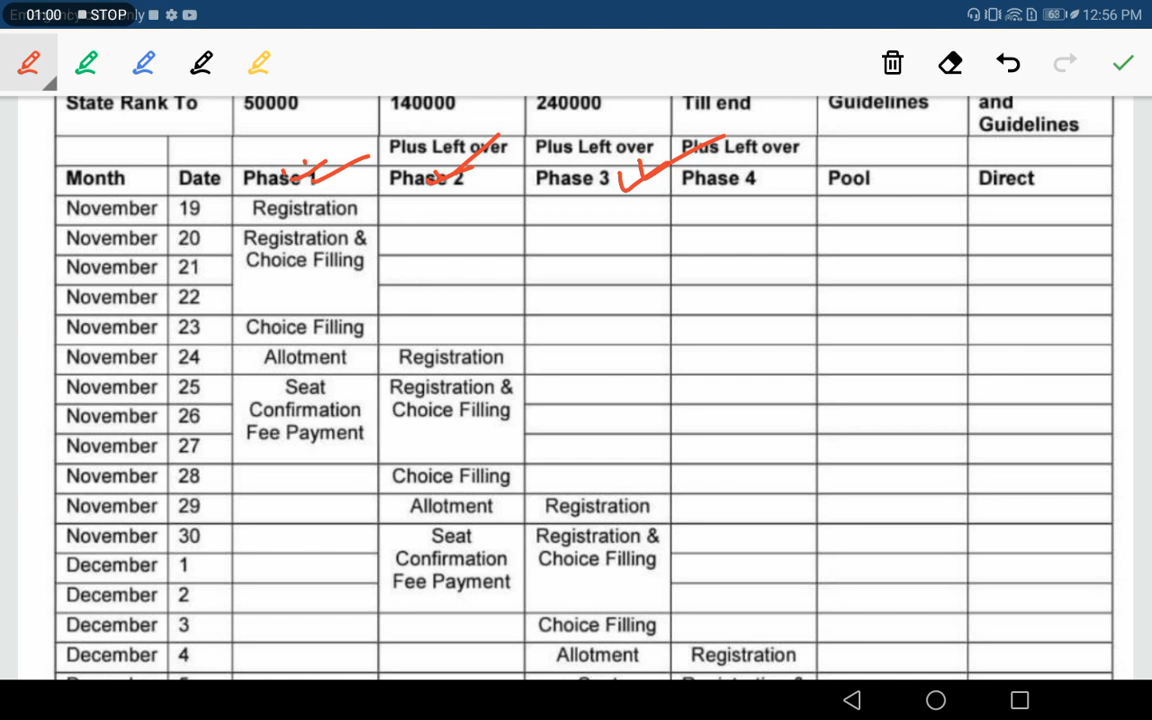 01:00 STOP ly 63 12:56 PM
State Rank To 50000 140000 240000 Till end Guidelines and Guidelines
Plus Left over Plus Left over Plus Left over
Month Date Phase 1 Phase 2 Phase 3 Phase 4 Pool Direct
November 19 Registration
November 20 Registration &
November 21 Choice Filling
November 22
November 23 Choice Filling
November 24 Allotment Registration
November 25 Seat Registration &
November 26 Confirmation Choice Filling
November 27 Fee Payment
November 28 Choice Filling
November 29 Allotment Registration
November 30 Seat Registration &
December 1 Confirmation Choice Filling
December 2 Fee Payment
December 3 Choice Filling
December 4 Allotment Registration